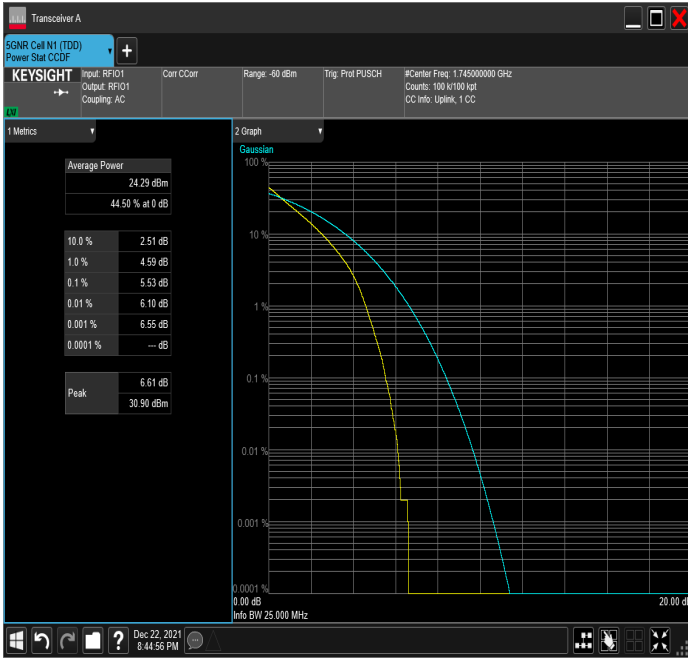 Transceiver A
5GNR Cell N1 (TDD)
Power Stat CCDF
KEYSIGHT
Input: RFIO1
Output: RFIO1
Coupling: AC
Corr CCorr
Range: -60 dBm
Trig: Prot PUSCH
#Center Freq: 1.745000000 GHz
Counts: 100 k/100 kpt
CC Info: Uplink, 1 CC
LXI
1 Metrics
Average Power
24.29 dBm
44.50 % at 0 dB
10.0 % 2.51 dB
1.0 % 4.59 dB
0.1 % 5.53 dB
0.01 % 6.10 dB
0.001 % 6.55 dB
0.0001 % --- dB
Peak
6.61 dB
30.90 dBm
2 Graph
Gaussian
100 %
10 %
1 %
0.1 %
0.01 %
0.001 %
0.0001 %
0.00 dB
20.00 dB
Info BW 25.000 MHz
Dec 22, 2021
8:44:56 PM